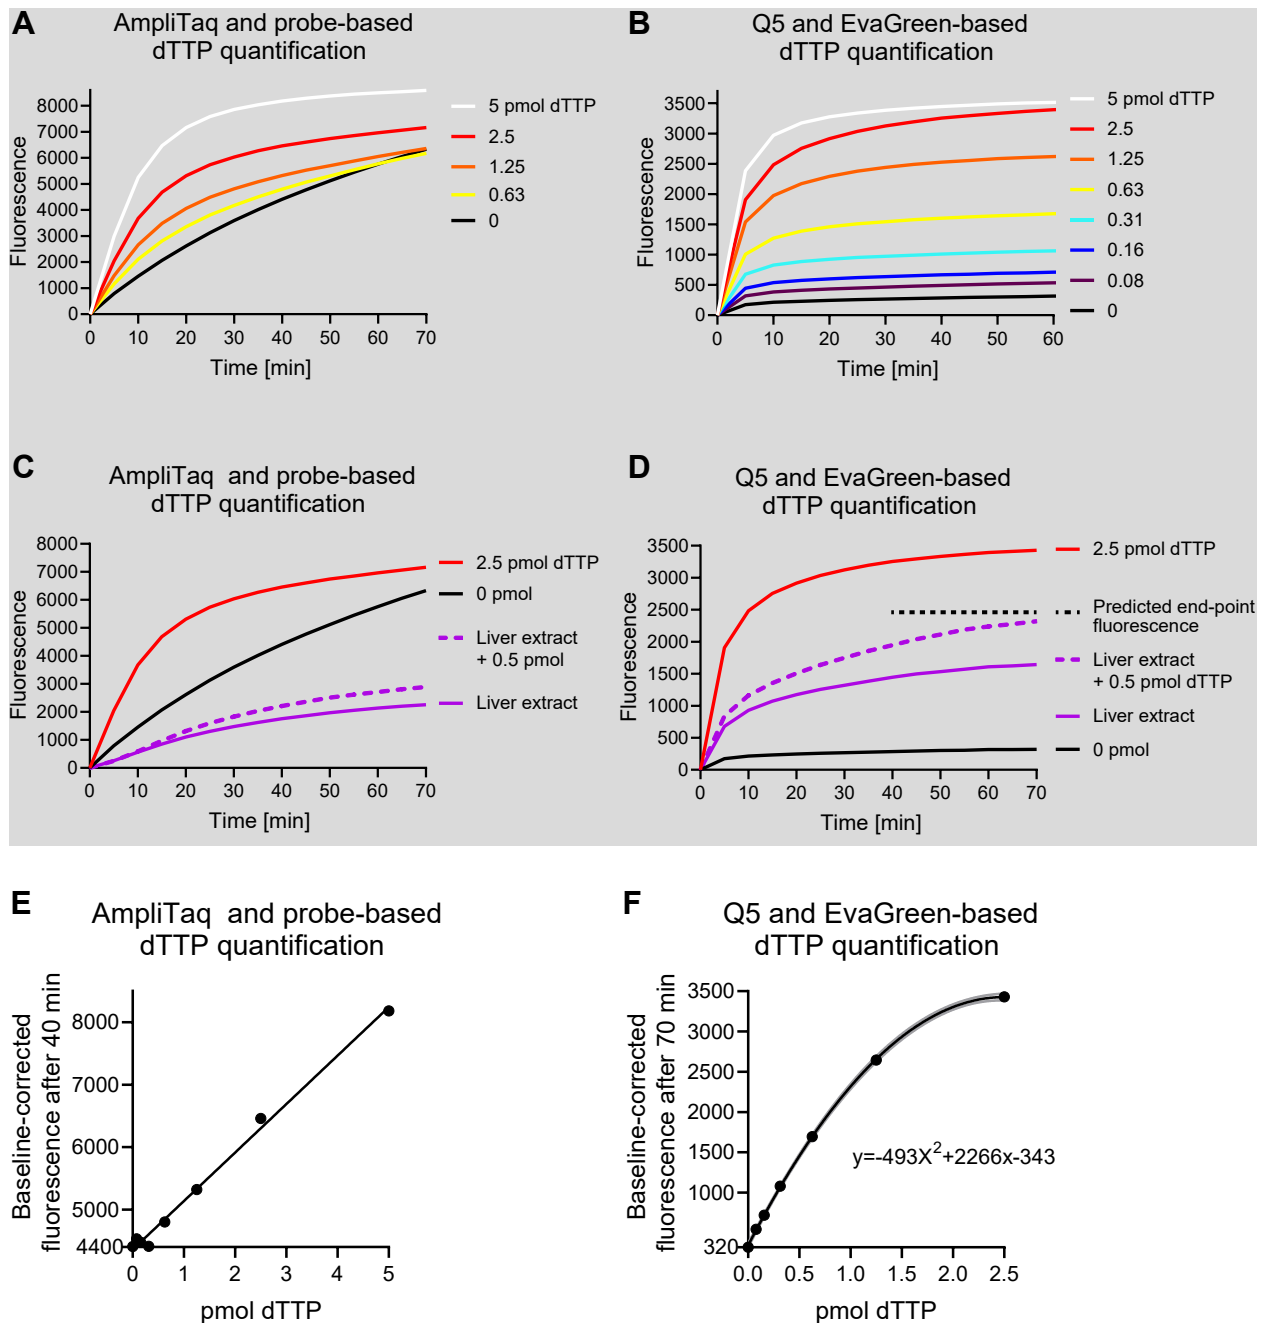 A
AmpliTaq and probe-based
dTTP quantification
Fluorescence
8000
7000
6000
5000
4000
3000
2000
1000
0
0 10 20 30 40 50 60 70
Time [min]
5 pmol dTTP
2.5
1.25
0.63
0
B
Q5 and EvaGreen-based
dTTP quantification
Fluorescence
3500
3000
2500
2000
1500
1000
500
0
0 10 20 30 40 50 60
Time [min]
5 pmol dTTP
2.5
1.25
0.63
0.31
0.16
0.08
0
C
AmpliTaq and probe-based
dTTP quantification
Fluorescence
8000
7000
6000
5000
4000
3000
2000
1000
0
0 10 20 30 40 50 60 70
Time [min]
2.5 pmol dTTP
0 pmol
Liver extract
+ 0.5 pmol
Liver extract
D
Q5 and EvaGreen-based
dTTP quantification
Fluorescence
3500
3000
2500
2000
1500
1000
500
0
0 10 20 30 40 50 60 70
Time [min]
2.5 pmol dTTP
Predicted end-point
fluorescence
Liver extract
+ 0.5 pmol dTTP
Liver extract
0 pmol
E
AmpliTaq and probe-based
dTTP quantification
Baseline-corrected
fluorescence after 40 min
8000
7000
6000
5000
4400
0 1 2 3 4 5
pmol dTTP
F
Q5 and EvaGreen-based
dTTP quantification
Baseline-corrected
fluorescence after 70 min
3500
3000
2500
2000
1500
1000
320
y=-493X²+2266x-343
0.0 0.5 1.0 1.5 2.0 2.5
pmol dTTP